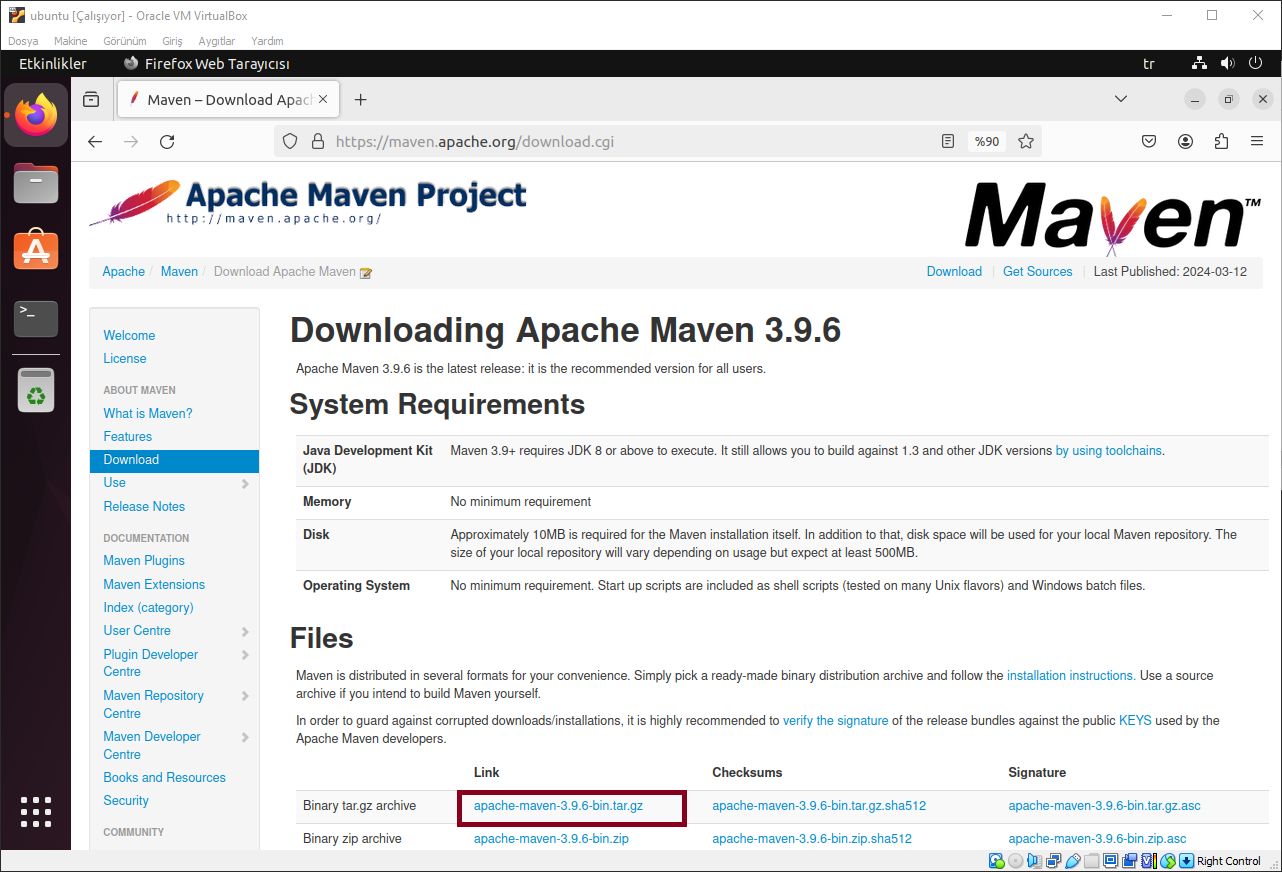 ubuntu [Çalışıyor] - Oracle VM VirtualBox
Dosya Makine Görünüm Giriş Aygıtlar Yardım
Etkinlikler Firefox Web Tarayıcısı tr
Maven – Download Apac
https://maven.apache.org/download.cgi %90
Apache Maven Project
http://maven.apache.org/
Maven™
Apache / Maven / Download Apache Maven Download | Get Sources | Last Published: 2024-03-12
Welcome
License
ABOUT MAVEN
What is Maven?
Features
Download
Use
Release Notes
DOCUMENTATION
Maven Plugins
Maven Extensions
Index (category)
User Centre
Plugin Developer
Centre
Maven Repository
Centre
Maven Developer
Centre
Books and Resources
Security
COMMUNITY
Downloading Apache Maven 3.9.6
Apache Maven 3.9.6 is the latest release: it is the recommended version for all users.
System Requirements
Java Development Kit Maven 3.9+ requires JDK 8 or above to execute. It still allows you to build against 1.3 and other JDK versions by using toolchains.
(JDK)
Memory No minimum requirement
Disk Approximately 10MB is required for the Maven installation itself. In addition to that, disk space will be used for your local Maven repository. The
size of your local repository will vary depending on usage but expect at least 500MB.
Operating System No minimum requirement. Start up scripts are included as shell scripts (tested on many Unix flavors) and Windows batch files.
Files
Maven is distributed in several formats for your convenience. Simply pick a ready-made binary distribution archive and follow the installation instructions. Use a source
archive if you intend to build Maven yourself.
In order to guard against corrupted downloads/installations, it is highly recommended to verify the signature of the release bundles against the public KEYS used by the
Apache Maven developers.
Link Checksums Signature
Binary tar.gz archive apache-maven-3.9.6-bin.tar.gz apache-maven-3.9.6-bin.tar.gz.sha512 apache-maven-3.9.6-bin.tar.gz.asc
Binary zip archive apache-maven-3.9.6-bin.zip apache-maven-3.9.6-bin.zip.sha512 apache-maven-3.9.6-bin.zip.asc
Right Control